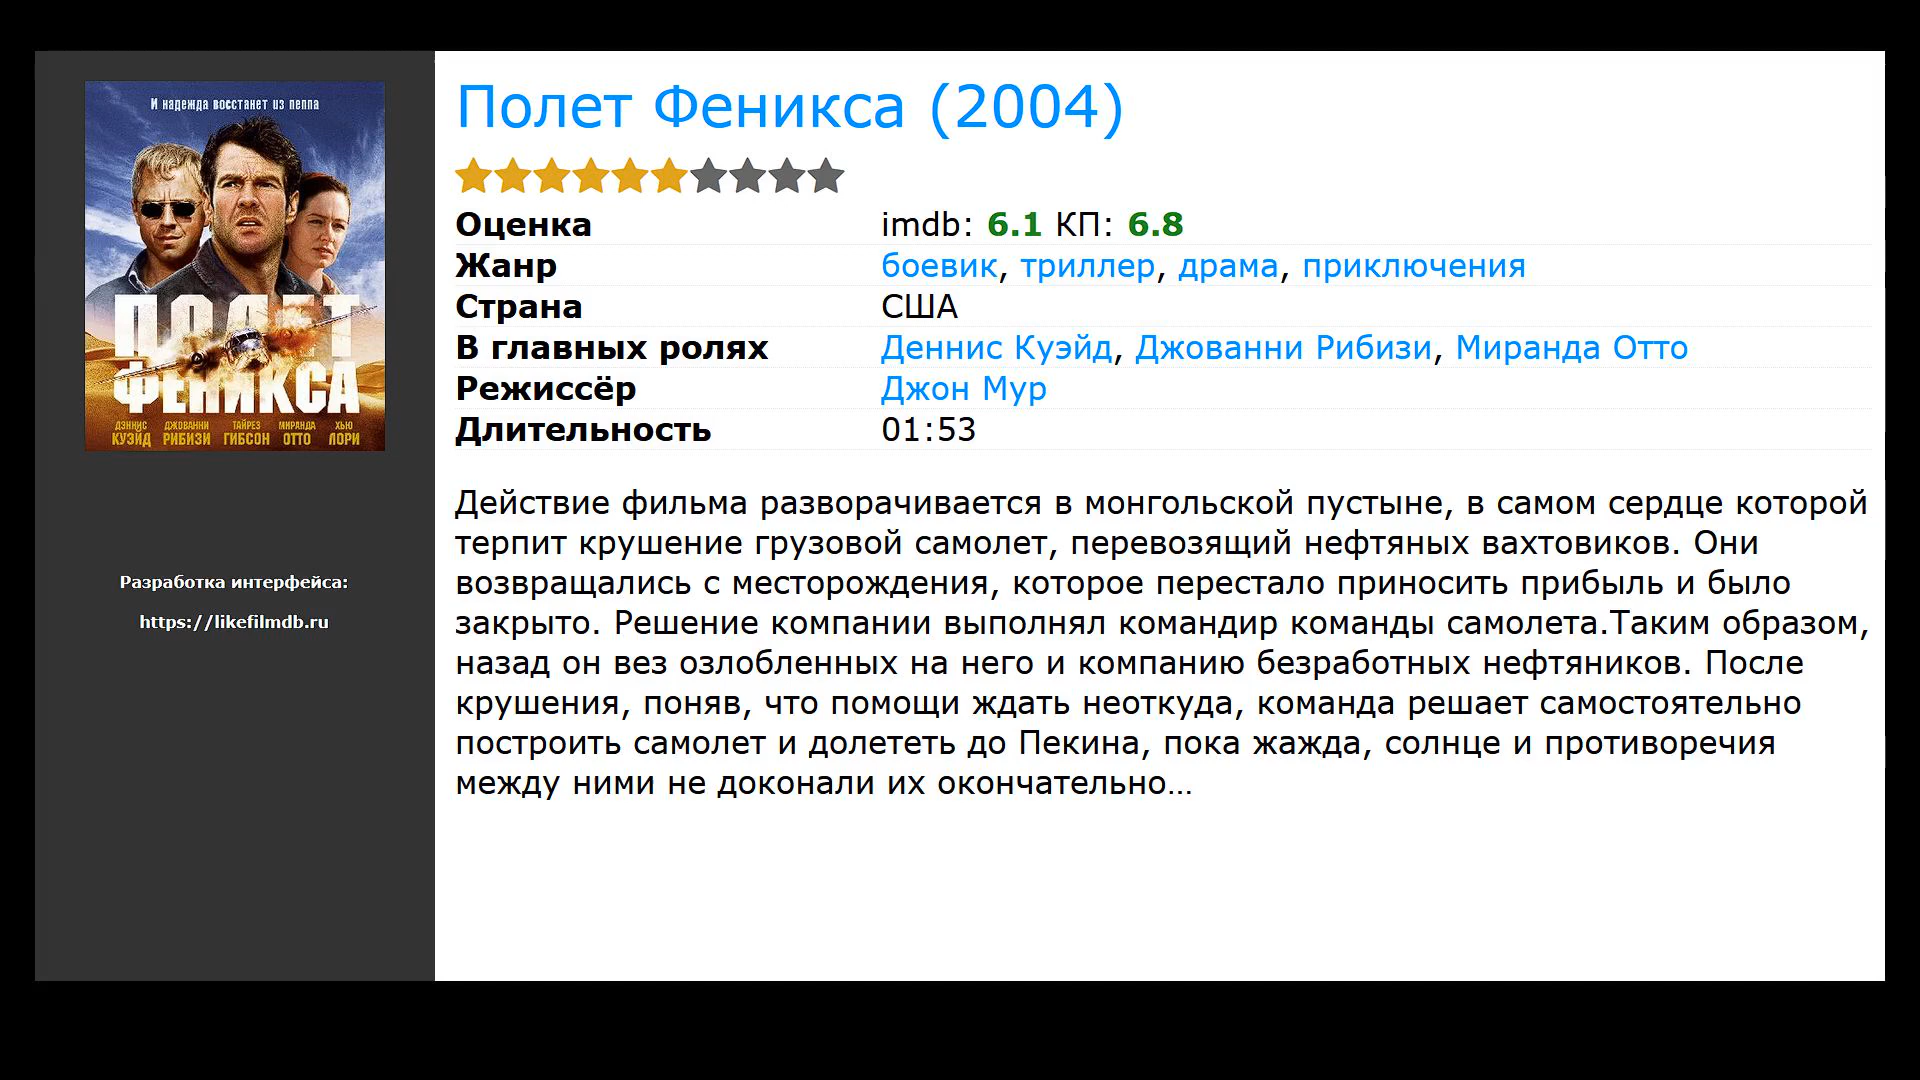 И надежда восстанет из пепла
ПОЛЕТ
ФЕНИКСА
ДЭННИС КУЭЙД ДЖОВАННИ РИБИЗИ ТАЙРЕЗ ГИБСОН МИРАНДА ОТТО ХЬЮ ЛОРИ
Разработка интерфейса:
https://likefilmdb.ru
Полет Феникса (2004)
Оценка imdb: 6.1 КП: 6.8
Жанр боевик, триллер, драма, приключения
Страна США
В главных ролях Деннис Куэйд, Джованни Рибизи, Миранда Отто
Режиссёр Джон Мур
Длительность 01:53
Действие фильма разворачивается в монгольской пустыне, в самом сердце которой
терпит крушение грузовой самолет, перевозящий нефтяных вахтовиков. Они
возвращались с месторождения, которое перестало приносить прибыль и было
закрыто. Решение компании выполнял командир команды самолета.Таким образом,
назад он вез озлобленных на него и компанию безработных нефтяников. После
крушения, поняв, что помощи ждать неоткуда, команда решает самостоятельно
построить самолет и долететь до Пекина, пока жажда, солнце и противоречия
между ними не доконали их окончательно…